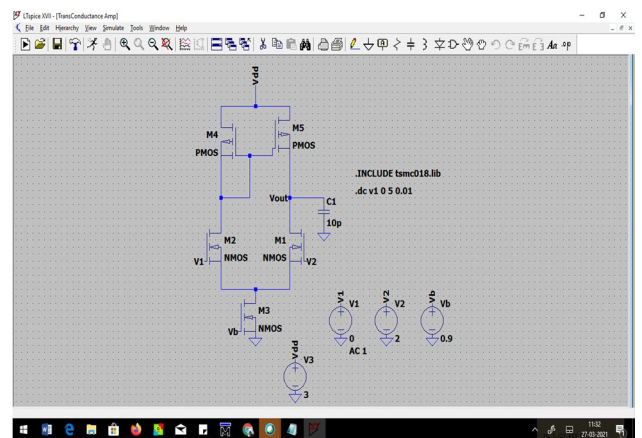 LTspice XVII - [TransConductance Amp]
File Edit Hierarchy View Simulate Tools Window Help
Aa .op
Vdd
M4
M5
PMOS
PMOS
.INCLUDE tsmc018.lib
.dc v1 0 5 0.01
Vout
C1
10p
M2
M1
V1
NMOS
NMOS
V2
M3
Vb
NMOS
V1
V2
Vb
V1
V2
Vb
0
2
0.9
AC 1
Vdd
V3
3
11:32
27-03-2021